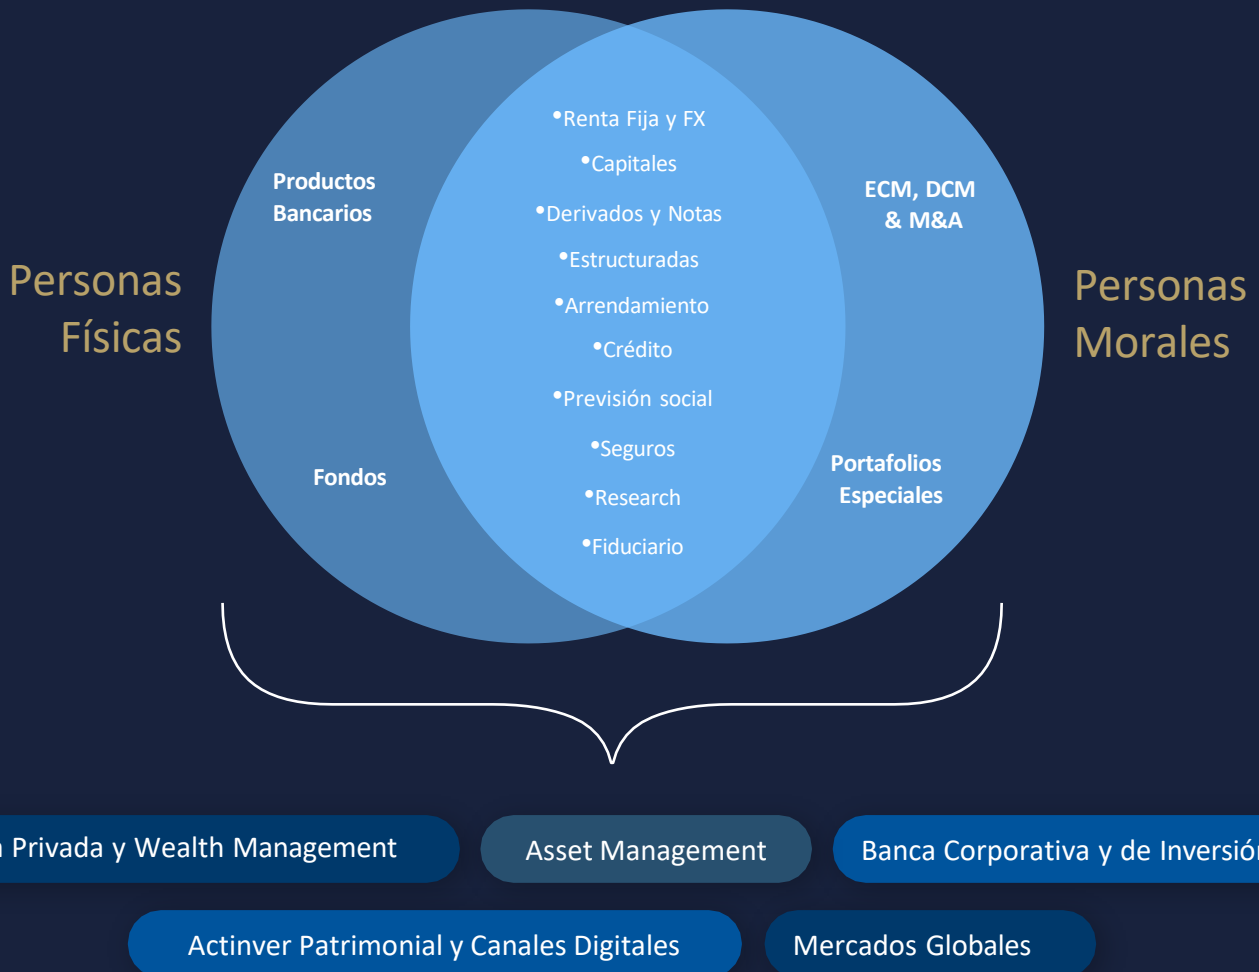 Personas
Físicas
Productos
Bancarios
Fondos
•Renta Fija y FX
•Capitales
•Derivados y Notas
•Estructuradas
•Arrendamiento
•Crédito
•Previsión social
•Seguros
•Research
•Fiduciario
ECM, DCM
& M&A
Portafolios
Especiales
Personas
Morales
Privada y Wealth Management
Asset Management
Banca Corporativa y de Inversión
Actinver Patrimonial y Canales Digitales
Mercados Globales